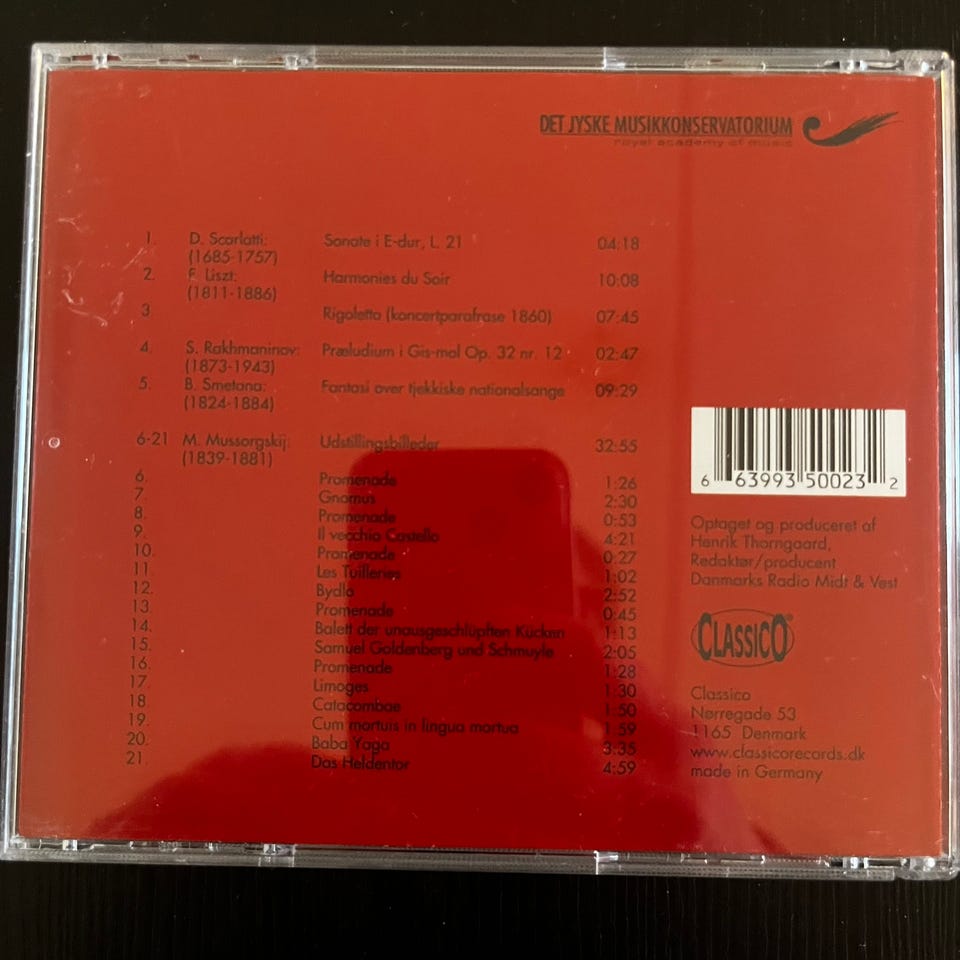 DET JYSKE MUSIKKONSERVATORIUM
royal academy of music
1. D. Scarlatti: Sonate i E-dur, L. 21 04:18
(1685-1757)
2. F. Liszt: Harmonies du Soir 10:08
(1811-1886)
3 Rigoletto (koncertparafrase 1860) 07:45
4. S. Rakhmaninov: Præludium i Gis-mol Op. 32 nr. 12 02:47
(1873-1943)
5. B. Smetana: Fantasi over tjekkiske nationalsange 09:29
(1824-1884)
6-21 M. Mussorgskij: Udstillingsbilleder 32:55
(1839-1881)
6. Promenade 1:26
7. Gnomus 2:30
8. Promenade 0:53
9. Il vecchio Castello 4:21
10. Promenade 0:27
11. Les Tuilleries 1:02
12. Bydlo 2:52
13. Promenade 0:45
14. Balett der unausgeschlüpften Kücken 1:13
15. Samuel Goldenberg und Schmuyle 2:05
16. Promenade 1:28
17. Limoges 1:30
18. Catacombae 1:50
19. Cum mortuis in lingua mortua 1:59
20. Baba Yaga 3:35
21. Das Heldentor 4:59
6 63993 50023 2
Optaget og produceret af
Henrik Thorngaard,
Redaktør/producent
Danmarks Radio Midt & Vest
CLASSICO®
Classico
Nørregade 53
1165 Denmark
www.classicorecords.dk
made in Germany